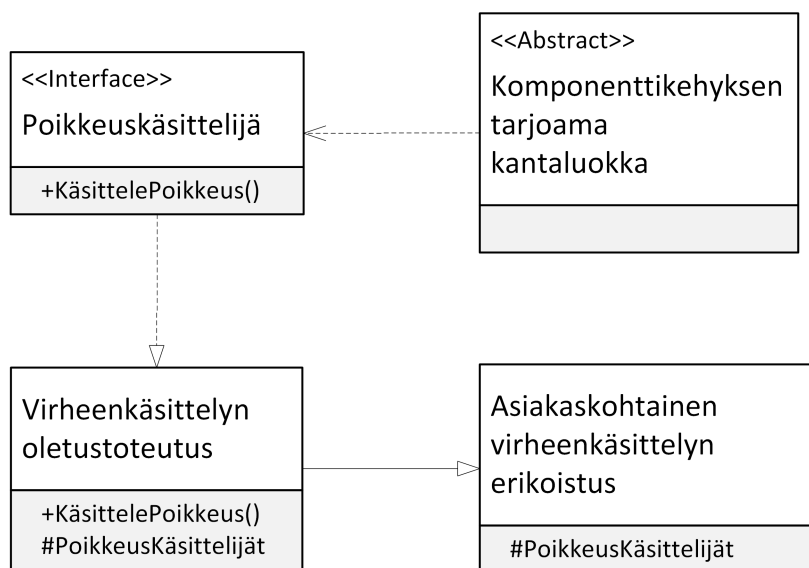 <<Interface>>
Poikkeuskäsittelijä
+KäsittelePoikkeus()
<<Abstract>>
Komponenttikehyksen
tarjoama
kantaluokka
Virheenkäsittelyn
oletustoteutus
+KäsittelePoikkeus()
#PoikkeusKäsittelijät
Asiakaskohtainen
virheenkäsittelyn
erikoistus
#PoikkeusKäsittelijät